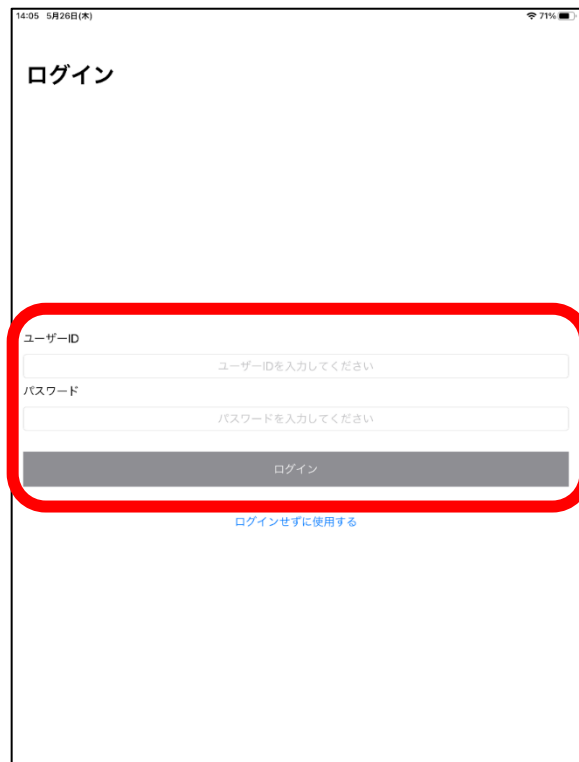 14:05 5月26日(木) 71%
ログイン
ユーザーID
ユーザーIDを入力してください
パスワード
パスワードを入力してください
ログイン
ログインせずに使用する